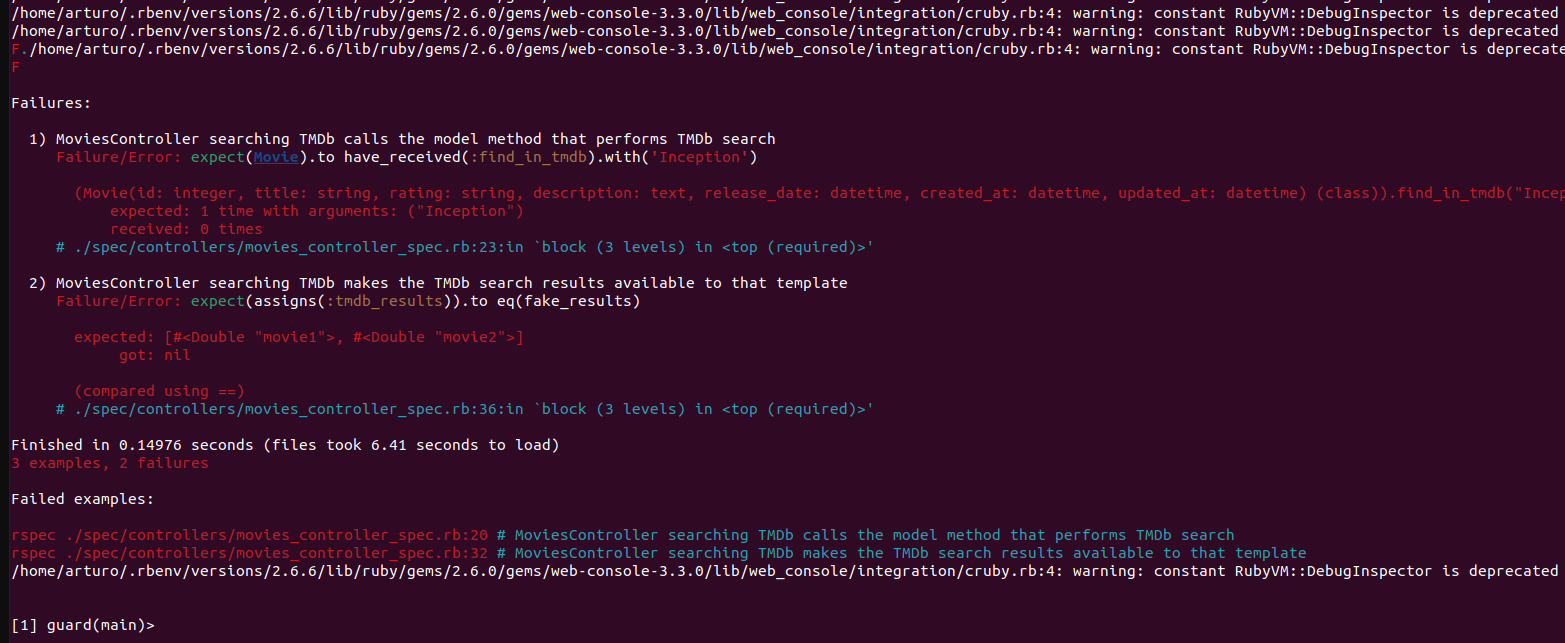 /home/arturo/.rbenv/versions/2.6.6/lib/ruby/gems/2.6.0/gems/web-console-3.3.0/lib/web_console/integration/cruby.rb:4: warning: constant RubyVM::DebugInspector is deprecated
/home/arturo/.rbenv/versions/2.6.6/lib/ruby/gems/2.6.0/gems/web-console-3.3.0/lib/web_console/integration/cruby.rb:4: warning: constant RubyVM::DebugInspector is deprecated
F./home/arturo/.rbenv/versions/2.6.6/lib/ruby/gems/2.6.0/gems/web-console-3.3.0/lib/web_console/integration/cruby.rb:4: warning: constant RubyVM::DebugInspector is deprecate
F
Failures:
1) MoviesController searching TMDb calls the model method that performs TMDb search
Failure/Error: expect(Movie).to have_received(:find_in_tmdb).with('Inception')
(Movie(id: integer, title: string, rating: string, description: text, release_date: datetime, created_at: datetime, updated_at: datetime) (class)).find_in_tmdb("Incep
expected: 1 time with arguments: ("Inception")
received: 0 times
# ./spec/controllers/movies_controller_spec.rb:23:in `block (3 levels) in <top (required)>'
2) MoviesController searching TMDb makes the TMDb search results available to that template
Failure/Error: expect(assigns(:tmdb_results)).to eq(fake_results)
expected: [#<Double "movie1">, #<Double "movie2">]
got: nil
(compared using ==)
# ./spec/controllers/movies_controller_spec.rb:36:in `block (3 levels) in <top (required)>'
Finished in 0.14976 seconds (files took 6.41 seconds to load)
3 examples, 2 failures
Failed examples:
rspec ./spec/controllers/movies_controller_spec.rb:20 # MoviesController searching TMDb calls the model method that performs TMDb search
rspec ./spec/controllers/movies_controller_spec.rb:32 # MoviesController searching TMDb makes the TMDb search results available to that template
/home/arturo/.rbenv/versions/2.6.6/lib/ruby/gems/2.6.0/gems/web-console-3.3.0/lib/web_console/integration/cruby.rb:4: warning: constant RubyVM::DebugInspector is deprecated
[1] guard(main)>